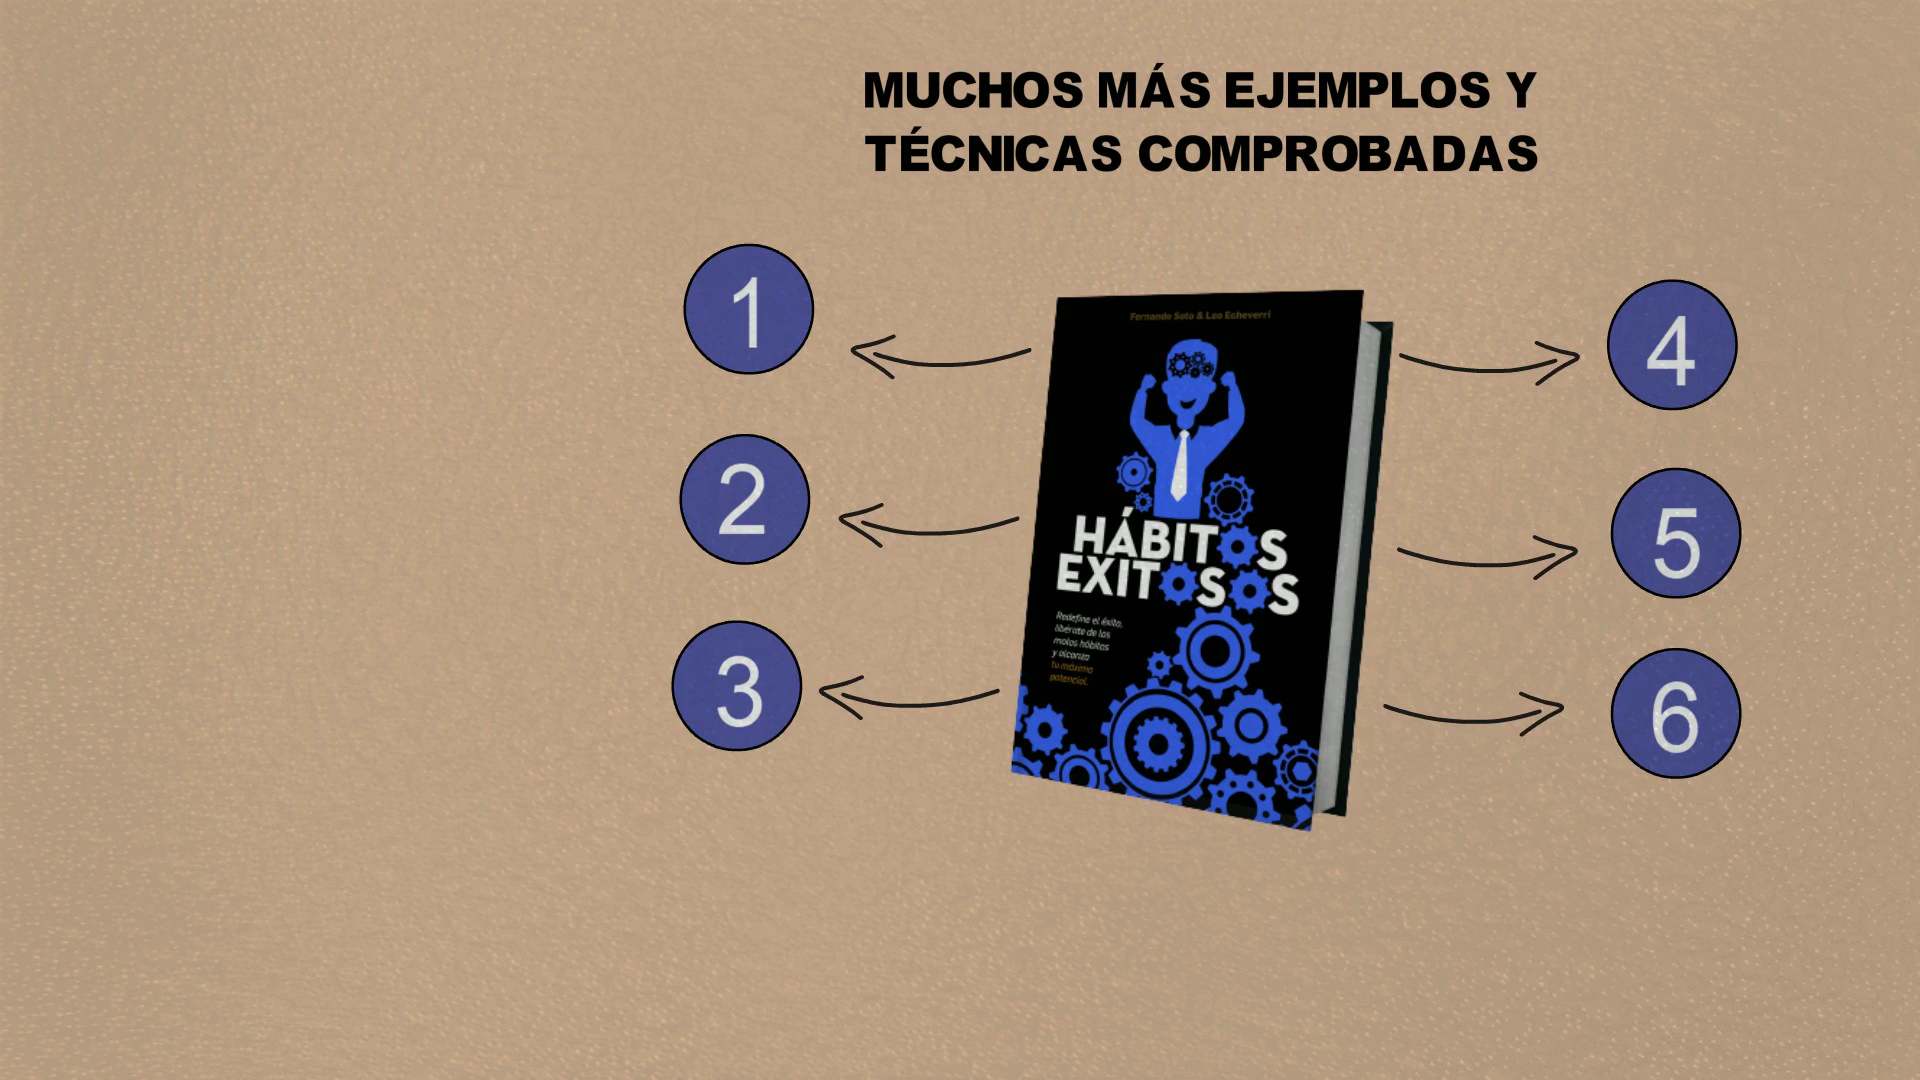 MUCHOS MÁS EJEMPLOS Y
TÉCNICAS COMPROBADAS
1
2
3
Fernando Soto & Leo Echeverri
HÁBITOS
EXITOSOS
Redefine el éxito,
libérate de los
malos hábitos
y alcanza
tu máximo
potencial.
4
5
6